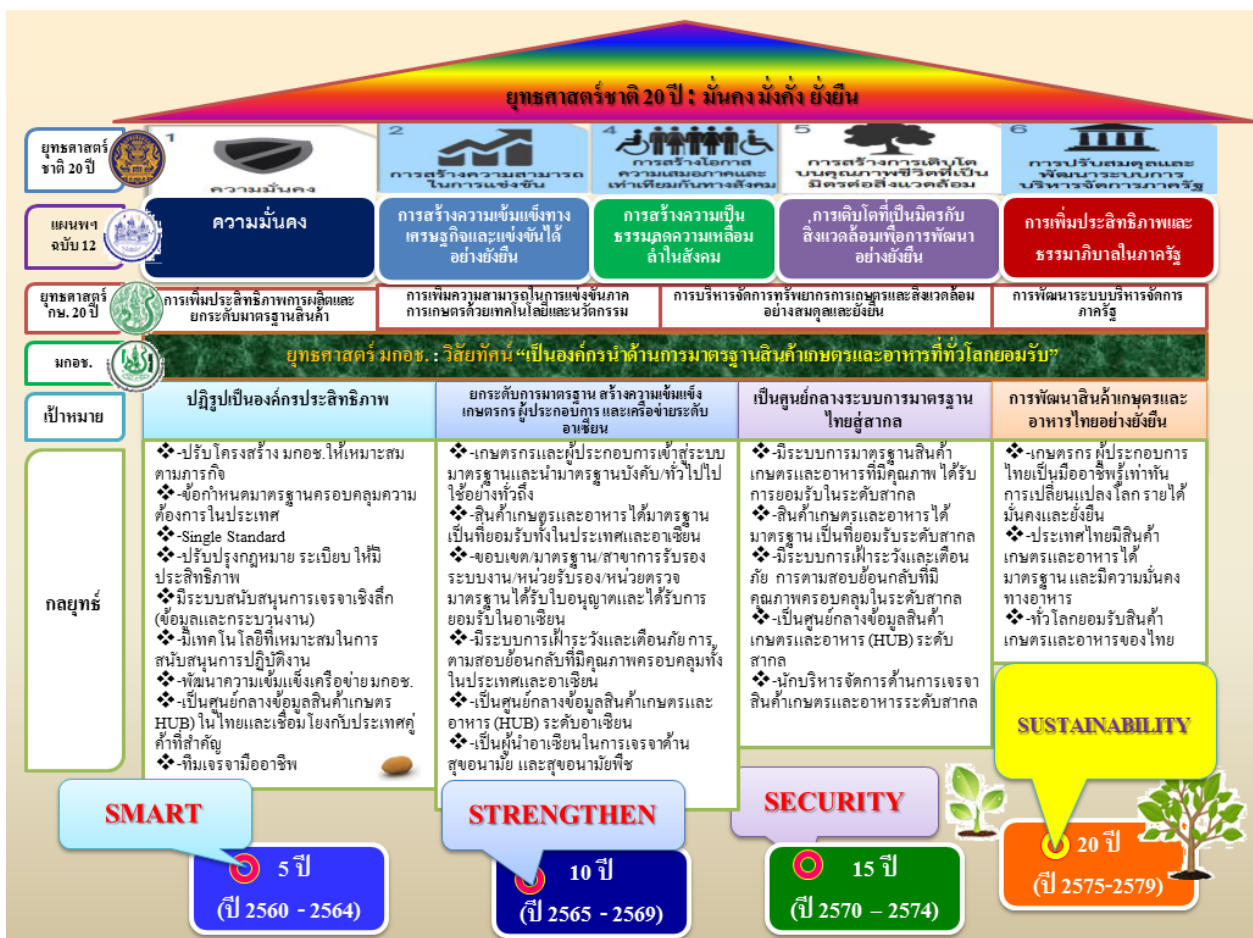 ยุทธศาสตร์ชาติ 20 ปี : มั่นคง มั่งคั่ง ยั่งยืน
ยุทธศาสตร์
ชาติ 20 ปี
1
ความมั่นคง
2
การสร้างความสามารถ
ในการแข่งขัน
4
การสร้างโอกาส
ความเสมอภาคและ
เท่าเทียมกันทางสังคม
5
การสร้างการเติบโต
บนคุณภาพชีวิตที่เป็น
มิตรต่อสิ่งแวดล้อม
6
การปรับสมดุลและ
พัฒนาระบบการ
บริหารจัดการภาครัฐ
แผนพฯ
ฉบับ 12
ความมั่นคง
การสร้างความเข้มแข็งทาง
เศรษฐกิจและแข่งขันได้
อย่างยั่งยืน
การสร้างความเป็น
ธรรมลดความเหลื่อม
ล้ำในสังคม
การเติบโตที่เป็นมิตรกับ
สิ่งแวดล้อมเพื่อการพัฒนา
อย่างยั่งยืน
การเพิ่มประสิทธิภาพและ
ธรรมาภิบาลในภาครัฐ
ยุทธศาสตร์
กษ. 20 ปี
การเพิ่มประสิทธิภาพการผลิตและ
ยกระดับมาตรฐานสินค้า
การเพิ่มความสามารถในการแข่งขันภาค
การเกษตรด้วยเทคโนโลยีและนวัตกรรม
การบริหารจัดการทรัพยากรการเกษตรและสิ่งแวดล้อม
อย่างสมดุลและยั่งยืน
การพัฒนาระบบบริหารจัดการ
ภาครัฐ
มกอช.
ยุทธศาสตร์ มกอช. : วิสัยทัศน์ “เป็นองค์กรนำด้านการมาตรฐานสินค้าเกษตรและอาหารที่ทั่วโลกยอมรับ”
เป้าหมาย
ปฏิรูปเป็นองค์กรประสิทธิภาพ
ยกระดับการมาตรฐาน สร้างความเข้มแข็ง
เกษตรกร ผู้ประกอบการ และเครือข่ายระดับ
อาเซียน
เป็นศูนย์กลางระบบการมาตรฐาน
ไทยสู่สากล
การพัฒนาสินค้าเกษตรและ
อาหารไทยอย่างยั่งยืน
กลยุทธ์
❖-ปรับโครงสร้าง มกอช.ให้เหมาะสม
ตามภารกิจ
❖-ข้อกำหนดมาตรฐานครอบคลุมความ
ต้องการในประเทศ
❖-Single Standard
❖-ปรับปรุงกฎหมาย ระเบียบ ให้มี
ประสิทธิภาพ
❖มีระบบสนับสนุนการเจรจาเชิงลึก
(ข้อมูลและกระบวนงาน)
❖-มีเทคโนโลยีที่เหมาะสมในการ
สนับสนุนการปฏิบัติงาน
❖-พัฒนาความเข้มแข็งเครือข่าย มกอช.
❖-เป็นศูนย์กลางข้อมูลสินค้าเกษตร
HUB) ในไทยและเชื่อมโยงกับประเทศคู่
ค้าที่สำคัญ
❖-ทีมเจรจามืออาชีพ
❖-เกษตรกรและผู้ประกอบการเข้าสู่ระบบ
มาตรฐานและนำมาตรฐานบังคับ/ทั่วไปไป
ใช้อย่างทั่วถึง
❖-สินค้าเกษตรและอาหารได้มาตรฐาน
เป็นที่ยอมรับทั้งในประเทศและอาเซียน
❖-ขอบเขต/มาตรฐาน/สาขาการรับรอง
ระบบงาน/หน่วยรับรอง/หน่วยตรวจ
มาตรฐานได้รับใบอนุญาตและได้รับการ
ยอมรับในอาเซียน
❖-มีระบบการเฝ้าระวังและเตือนภัย การ
ตามสอบย้อนกลับที่มีคุณภาพครอบคลุมทั้ง
ในประเทศและอาเซียน
❖-เป็นศูนย์กลางข้อมูลสินค้าเกษตรและ
อาหาร (HUB) ระดับอาเซียน
❖-เป็นผู้นำอาเซียนในการเจรจาด้าน
สุขอนามัย และสุขอนามัยพืช
❖-มีระบบการมาตรฐานสินค้า
เกษตรและอาหารที่มีคุณภาพ ได้รับ
การยอมรับในระดับสากล
❖-สินค้าเกษตรและอาหารได้
มาตรฐาน เป็นที่ยอมรับระดับสากล
❖-มีระบบการเฝ้าระวังและเตือน
ภัย การตามสอบย้อนกลับที่มี
คุณภาพครอบคลุมในระดับสากล
❖-เป็นศูนย์กลางข้อมูลสินค้า
เกษตรและอาหาร (HUB) ระดับ
สากล
❖-นักบริหารจัดการด้านการเจรจา
สินค้าเกษตรและอาหารระดับสากล
❖-เกษตรกร ผู้ประกอบการ
ไทยเป็นมืออาชีพรู้เท่าทัน
การเปลี่ยนแปลงโลก รายได้
มั่นคงและยั่งยืน
❖-ประเทศไทยมีสินค้า
เกษตรและอาหารได้
มาตรฐาน และมีความมั่นคง
ทางอาหาร
❖-ทั่วโลกยอมรับสินค้า
เกษตรและอาหารของไทย
SMART
STRENGTHEN
SECURITY
SUSTAINABILITY
5 ปี
(ปี 2560 - 2564)
10 ปี
(ปี 2565 - 2569)
15 ปี
(ปี 2570 – 2574)
20 ปี
(ปี 2575-2579)